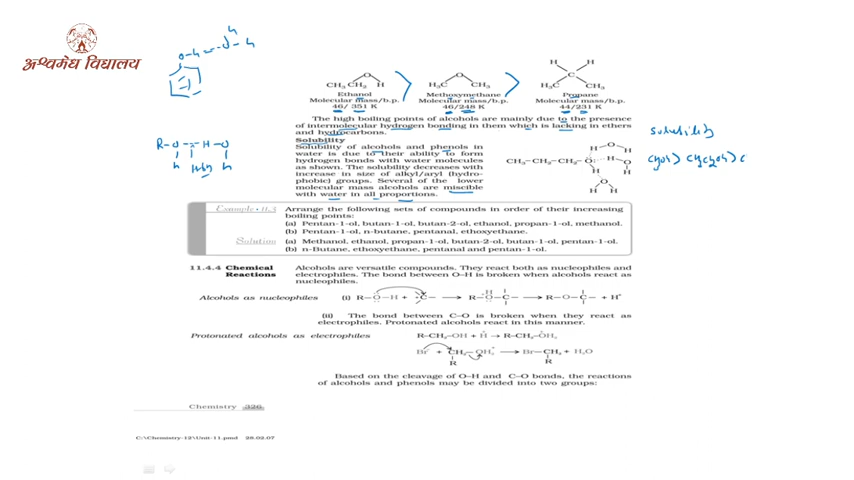 अश्वमेध विद्यालय
Ethanol
Molecular mass/b.p.
46/ 351 K
Methoxymethane
Molecular mass/b.p.
46/248 K
Propane
Molecular mass/b.p.
44/231 K
The high boiling points of alcohols are mainly due to the presence
of intermolecular hydrogen bonding in them which is lacking in ethers
and hydrocarbons.
Solubility
Solubility of alcohols and phenols in
water is due to their ability to form
hydrogen bonds with water molecules
as shown. The solubility decreases with
increase in size of alkyl/aryl (hydro-
phobic) groups. Several of the lower
molecular mass alcohols are miscible
with water in all proportions.
solubility
Example 11.3
Arrange the following sets of compounds in order of their increasing
boiling points:
(a) Pentan-1-ol, butan-1-ol, butan-2-ol, ethanol, propan-1-ol, methanol.
(b) Pentan-1-ol, n-butane, pentanal, ethoxyethane.
Solution
(a) Methanol, ethanol, propan-1-ol, butan-2-ol, butan-1-ol, pentan-1-ol.
(b) n-Butane, ethoxyethane, pentanal and pentan-1-ol.
11.4.4 Chemical
Reactions
Alcohols are versatile compounds. They react both as nucleophiles and
electrophiles. The bond between O–H is broken when alcohols react as
nucleophiles.
Alcohols as nucleophiles
(i) R–O–H + –C– → R–O–C– → R–O–C– + H⁺
(ii) The bond between C–O is broken when they react as
electrophiles. Protonated alcohols react in this manner.
Protonated alcohols as electrophiles
R–CH₂–OH + H⁺ → R–CH₂–OH₂
Br⁻ + CH₂–OH₂⁺ → Br–CH₂ + H₂O
R R
Based on the cleavage of O–H and C–O bonds, the reactions
of alcohols and phenols may be divided into two groups:
Chemistry 326
C:\Chemistry-12\Unit-11.pmd 28.02.07